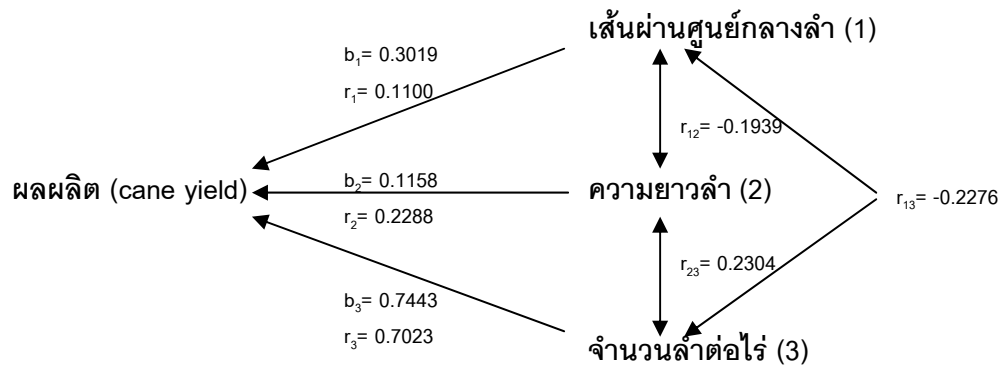 เส้นผ่านศูนย์กลางลำ (1)
b₁= 0.3019
r₁= 0.1100
r₁₂= -0.1939
ผลผลิต (cane yield)
b₂= 0.1158
r₂= 0.2288
ความยาวลำ (2)
r₁₃= -0.2276
r₂₃= 0.2304
b₃= 0.7443
r₃= 0.7023
จำนวนลำต่อไร่ (3)